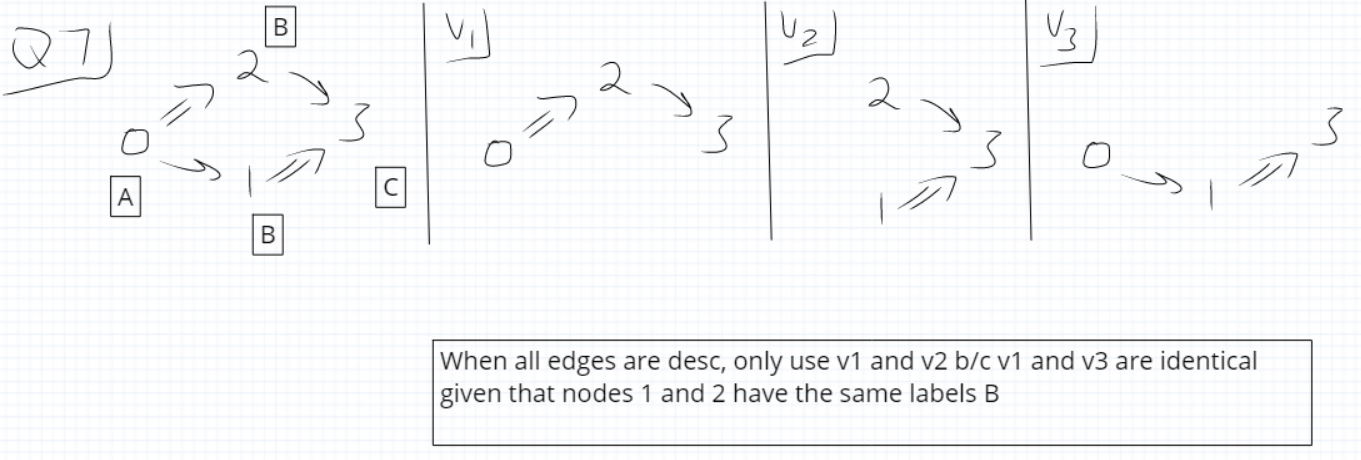 Q7
B
2
0
3
A
1
C
B
V1
2
0
3
V2
2
3
1
V3
3
0
1
When all edges are desc, only use v1 and v2 b/c v1 and v3 are identical
given that nodes 1 and 2 have the same labels B